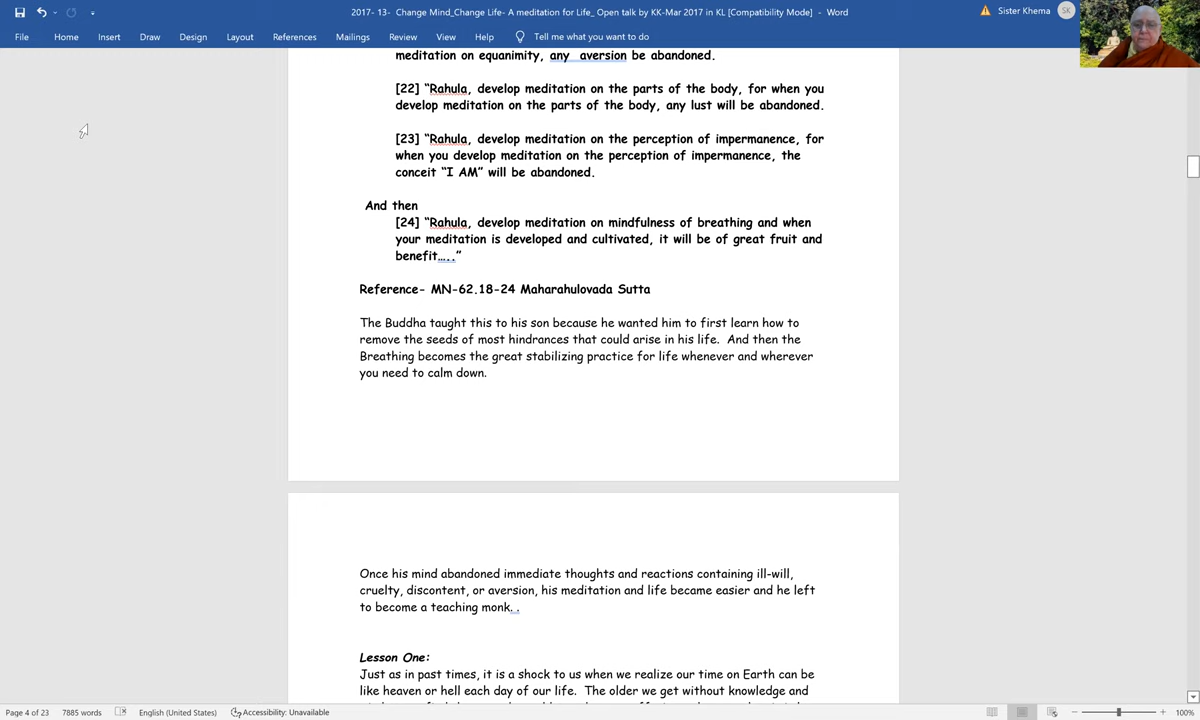 2017- 13-  Change Mind_Change Life- A meditation for Life_ Open talk by KK-Mar 2017 in KL [Compatibility Mode]  -  Word
Sister Khema
SK
File Home Insert Draw Design Layout References Mailings Review View Help Tell me what you want to do
meditation on equanimity, any  aversion be abandoned.
[22] “Rahula, develop meditation on the parts of the body, for when you
develop meditation on the parts of the body, any lust will be abandoned.
[23] “Rahula, develop meditation on the perception of impermanence, for
when you develop meditation on the perception of impermanence, the
conceit “I AM” will be abandoned.
And then
[24] “Rahula, develop meditation on mindfulness of breathing and when
your meditation is developed and cultivated, it will be of great fruit and
benefit…..”
Reference- MN-62.18-24 Maharahulovada Sutta
The Buddha taught this to his son because he wanted him to first learn how to
remove the seeds of most hindrances that could arise in his life.  And then the
Breathing becomes the great stabilizing practice for life whenever and wherever
you need to calm down.
Once his mind abandoned immediate thoughts and reactions containing ill-will,
cruelty, discontent, or aversion, his meditation and life became easier and he left
to become a teaching monk. .
Lesson One:
Just as in past times, it is a shock to us when we realize our time on Earth can be
like heaven or hell each day of our life.  The older we get without knowledge and
Page 4 of 23 7885 words English (United States) Accessibility: Unavailable 100%